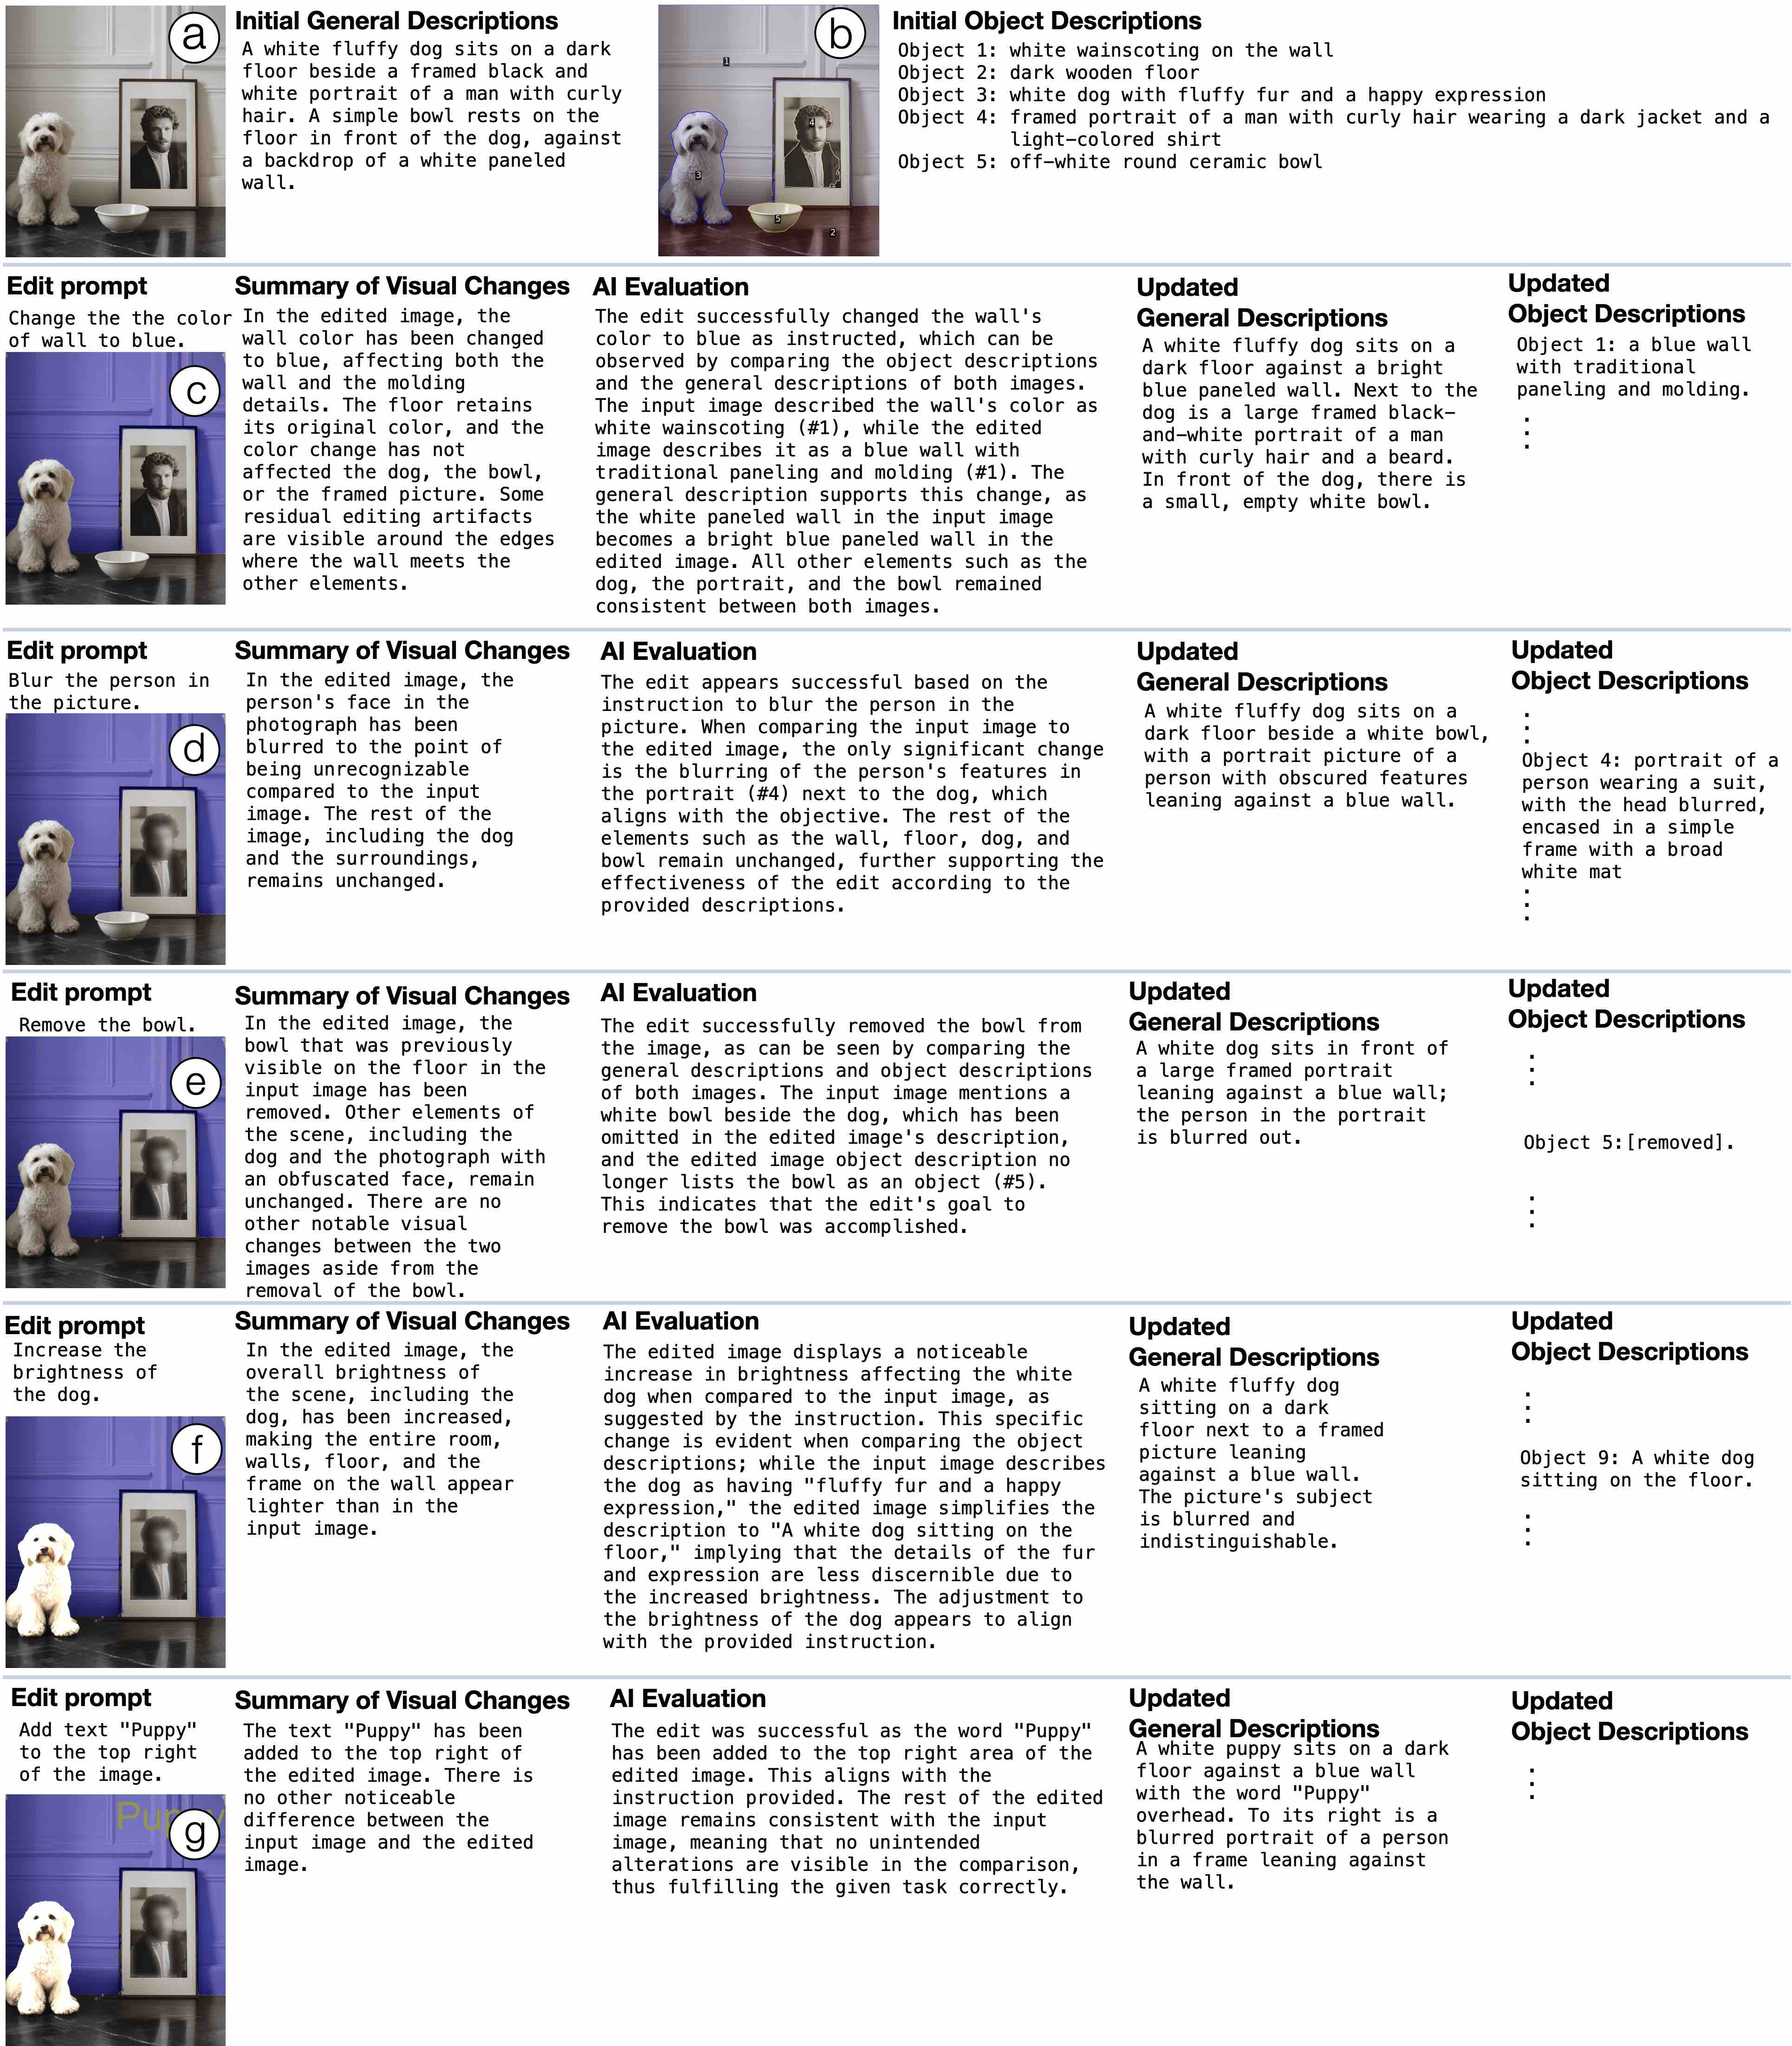 a
Initial General Descriptions
A white fluffy dog sits on a dark
floor beside a framed black and
white portrait of a man with curly
hair. A simple bowl rests on the
floor in front of the dog, against
a backdrop of a white paneled
wall.
b
1
4
3
5
2
Initial Object Descriptions
Object 1: white wainscoting on the wall
Object 2: dark wooden floor
Object 3: white dog with fluffy fur and a happy expression
Object 4: framed portrait of a man with curly hair wearing a dark jacket and a
light-colored shirt
Object 5: off-white round ceramic bowl
Edit prompt
Change the the color
of wall to blue.
c
Summary of Visual Changes
In the edited image, the
wall color has been changed
to blue, affecting both the
wall and the molding
details. The floor retains
its original color, and the
color change has not
affected the dog, the bowl,
or the framed picture. Some
residual editing artifacts
are visible around the edges
where the wall meets the
other elements.
AI Evaluation
The edit successfully changed the wall's
color to blue as instructed, which can be
observed by comparing the object descriptions
and the general descriptions of both images.
The input image described the wall's color as
white wainscoting (#1), while the edited
image describes it as a blue wall with
traditional paneling and molding (#1). The
general description supports this change, as
the white paneled wall in the input image
becomes a bright blue paneled wall in the
edited image. All other elements such as the
dog, the portrait, and the bowl remained
consistent between both images.
Updated
General Descriptions
A white fluffy dog sits on a
dark floor against a bright
blue paneled wall. Next to the
dog is a large framed black-
and-white portrait of a man
with curly hair and a beard.
In front of the dog, there is
a small, empty white bowl.
Updated
Object Descriptions
Object 1: a blue wall
with traditional
paneling and molding.
.
.
.
Edit prompt
Blur the person in
the picture.
d
Summary of Visual Changes
In the edited image, the
person's face in the
photograph has been
blurred to the point of
being unrecognizable
compared to the input
image. The rest of the
image, including the dog
and the surroundings,
remains unchanged.
AI Evaluation
The edit appears successful based on the
instruction to blur the person in the
picture. When comparing the input image to
the edited image, the only significant change
is the blurring of the person's features in
the portrait (#4) next to the dog, which
aligns with the objective. The rest of the
elements such as the wall, floor, dog, and
bowl remain unchanged, further supporting the
effectiveness of the edit according to the
provided descriptions.
Updated
General Descriptions
A white fluffy dog sits on a
dark floor beside a white bowl,
with a portrait picture of a
person with obscured features
leaning against a blue wall.
Updated
Object Descriptions
.
.
.
Object 4: portrait of a
person wearing a suit,
with the head blurred,
encased in a simple
frame with a broad
white mat
.
.
.
Edit prompt
Remove the bowl.
e
Summary of Visual Changes
In the edited image, the
bowl that was previously
visible on the floor in the
input image has been
removed. Other elements of
the scene, including the
dog and the photograph with
an obfuscated face, remain
unchanged. There are no
other notable visual
changes between the two
images aside from the
removal of the bowl.
AI Evaluation
The edit successfully removed the bowl from
the image, as can be seen by comparing the
general descriptions and object descriptions
of both images. The input image mentions a
white bowl beside the dog, which has been
omitted in the edited image's description,
and the edited image object description no
longer lists the bowl as an object (#5).
This indicates that the edit's goal to
remove the bowl was accomplished.
Updated
General Descriptions
A white dog sits in front of
a large framed portrait
leaning against a blue wall;
the person in the portrait
is blurred out.
Updated
Object Descriptions
.
.
.
Object 5:[removed].
.
.
.
Edit prompt
Increase the
brightness of
the dog.
f
Summary of Visual Changes
In the edited image, the
overall brightness of
the scene, including the
dog, has been increased,
making the entire room,
walls, floor, and the
frame on the wall appear
lighter than in the
input image.
AI Evaluation
The edited image displays a noticeable
increase in brightness affecting the white
dog when compared to the input image, as
suggested by the instruction. This specific
change is evident when comparing the object
descriptions; while the input image describes
the dog as having "fluffy fur and a happy
expression," the edited image simplifies the
description to "A white dog sitting on the
floor," implying that the details of the fur
and expression are less discernible due to
the increased brightness. The adjustment to
the brightness of the dog appears to align
with the provided instruction.
Updated
General Descriptions
A white fluffy dog
sitting on a dark
floor next to a framed
picture leaning
against a blue wall.
The picture's subject
is blurred and
indistinguishable.
Updated
Object Descriptions
.
.
.
Object 9: A white dog
sitting on the floor.
.
.
.
Edit prompt
Add text "Puppy"
to the top right
of the image.
g
Summary of Visual Changes
The text "Puppy" has been
added to the top right of
the edited image. There is
no other noticeable
difference between the
input image and the edited
image.
AI Evaluation
The edit was successful as the word "Puppy"
has been added to the top right area of the
edited image. This aligns with the
instruction provided. The rest of the edited
image remains consistent with the input
image, meaning that no unintended
alterations are visible in the comparison,
thus fulfilling the given task correctly.
Updated
General Descriptions
A white puppy sits on a dark
floor against a blue wall
with the word "Puppy"
overhead. To its right is a
blurred portrait of a person
in a frame leaning against
the wall.
Updated
Object Descriptions
.
.
.